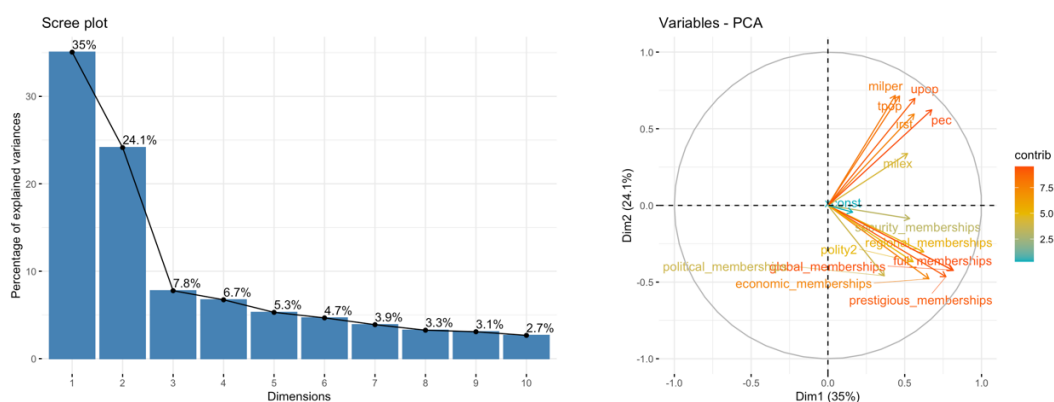 Scree plot
Percentage of explained variances
30
20
10
0
35%
24.1%
7.8%
6.7%
5.3%
4.7%
3.9%
3.3%
3.1%
2.7%
1 2 3 4 5 6 7 8 9 10
Dimensions
Variables - PCA
Dim2 (24.1%)
1.0
0.5
0.0
-0.5
-1.0
milper
upop
tpop
irst
pec
milex
const
security_memberships
regional_memberships
polity2
full_memberships
political_memberships
global_memberships
economic_memberships
prestigious_memberships
-1.0 -0.5 0.0 0.5 1.0
Dim1 (35%)
contrib
7.5
5.0
2.5